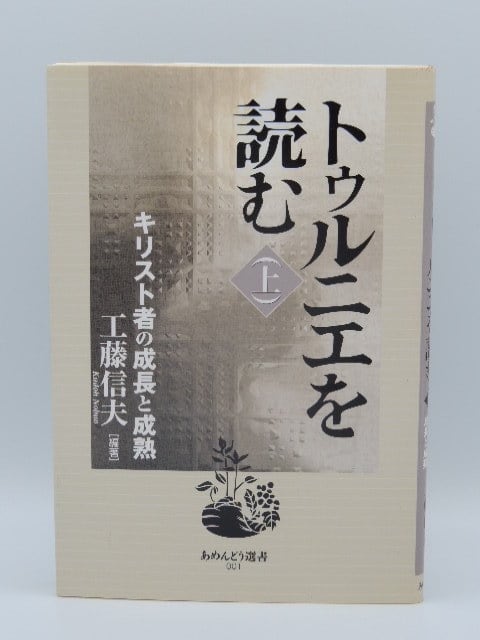 トゥルニエを
読む
上
キリスト者の成長と成熟
工藤信夫
Kudoh Nobuo
[編著]
あめんどう選書
001